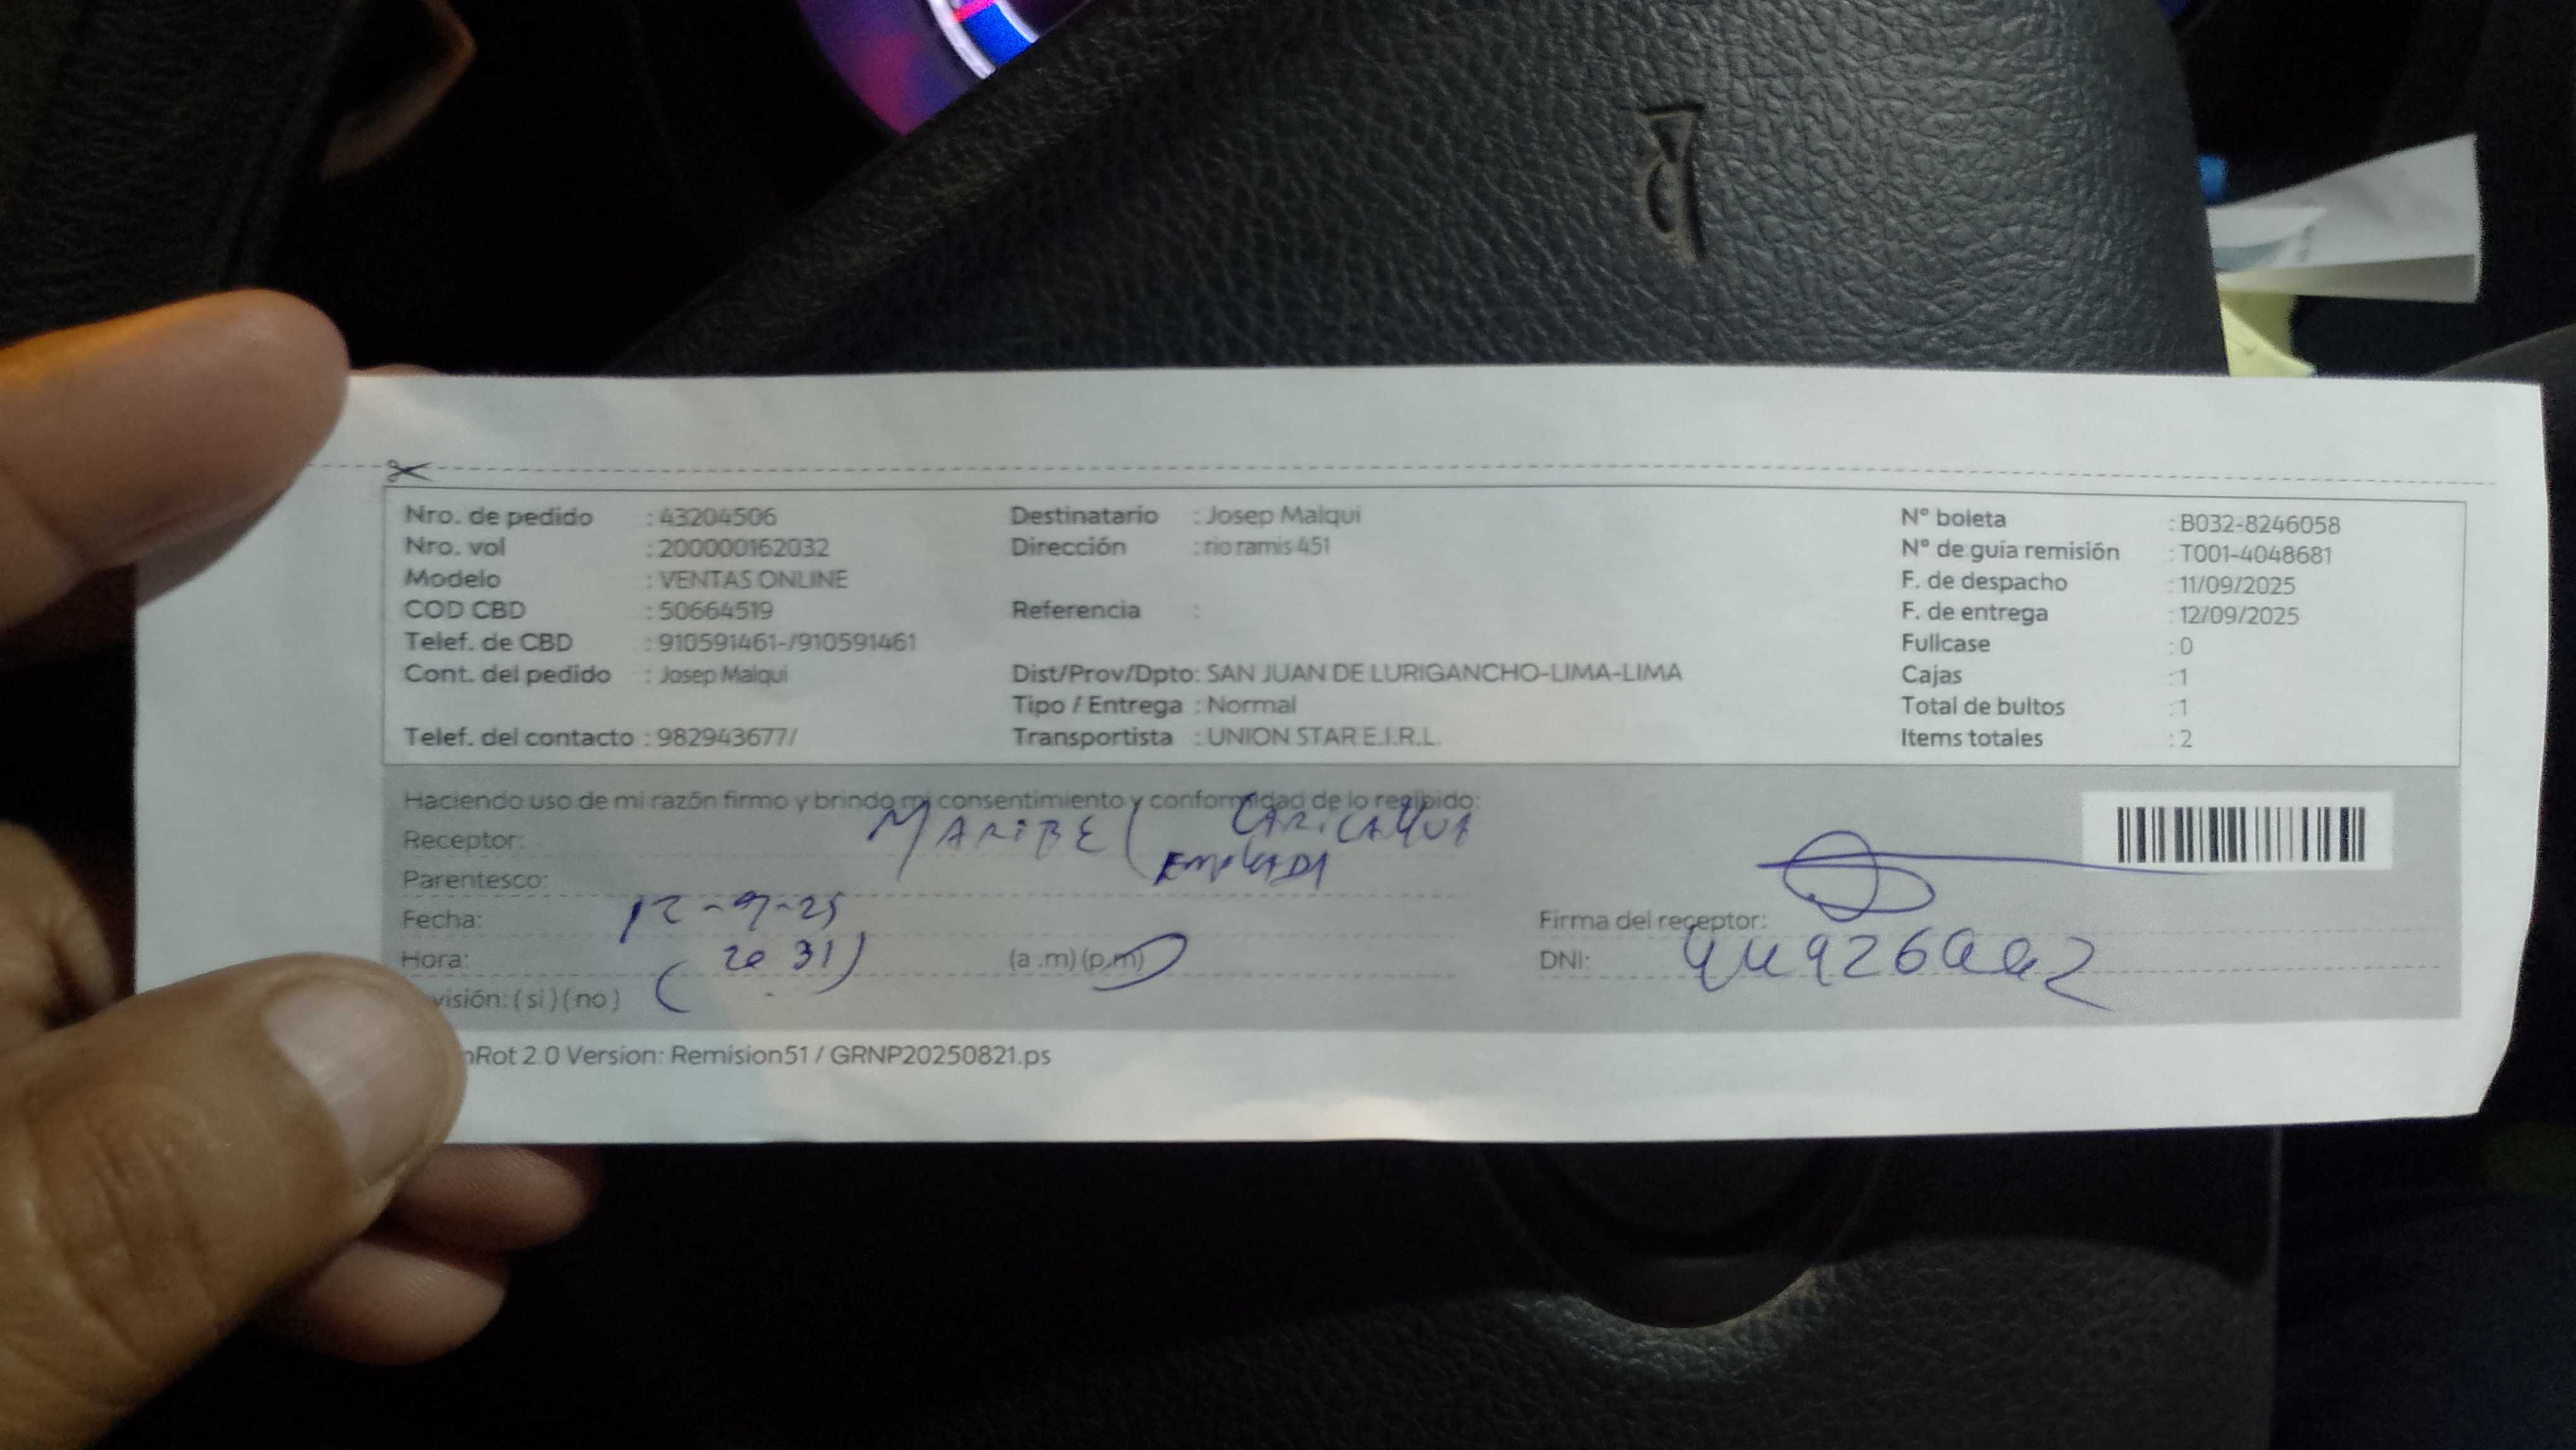 Nro. de pedido : 43204506 Destinatario : Josep Malqui N° boleta : B032-8246058
Nro. vol : 200000162032 Dirección : rio ramis 451 N° de guía remisión : T001-4048681
Modelo : VENTAS ONLINE F. de despacho : 11/09/2025
COD CBD : 50664519 Referencia : F. de entrega : 12/09/2025
Telef. de CBD : 910591461-/910591461 Fullcase : 0
Cont. del pedido : Josep Malqui Dist/Prov/Dpto: SAN JUAN DE LURIGANCHO-LIMA-LIMA Cajas : 1
Tipo / Entrega : Normal Total de bultos : 1
Telef. del contacto : 982943677/ Transportista : UNION STAR E.I.R.L. Items totales : 2
Haciendo uso de mi razón firmo y brindo mi consentimiento y conformidad de lo recibido:
Receptor: MARIBEL
Parentesco:
Fecha: 12-9-25 Firma del receptor:
Hora: (20 31) (a .m) (p.m) DNI:
visión: ( si ) ( no )
nRot 2.0 Version: Remision51 / GRNP20250821.ps